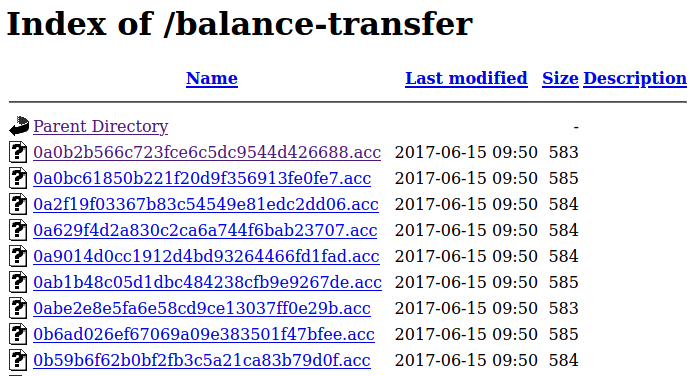 Index of /balance-transfer
Name Last modified Size Description
Parent Directory -
0a0b2b566c723fce6c5dc9544d426688.acc 2017-06-15 09:50 583
0a0bc61850b221f20d9f356913fe0fe7.acc 2017-06-15 09:50 585
0a2f19f03367b83c54549e81edc2dd06.acc 2017-06-15 09:50 584
0a629f4d2a830c2ca6a744f6bab23707.acc 2017-06-15 09:50 584
0a9014d0cc1912d4bd93264466fd1fad.acc 2017-06-15 09:50 584
0ab1b48c05d1dbc484238cfb9e9267de.acc 2017-06-15 09:50 585
0abe2e8e5fa6e58cd9ce13037ff0e29b.acc 2017-06-15 09:50 583
0b6ad026ef67069a09e383501f47bfee.acc 2017-06-15 09:50 585
0b59b6f62b0bf2fb3c5a21ca83b79d0f.acc 2017-06-15 09:50 584